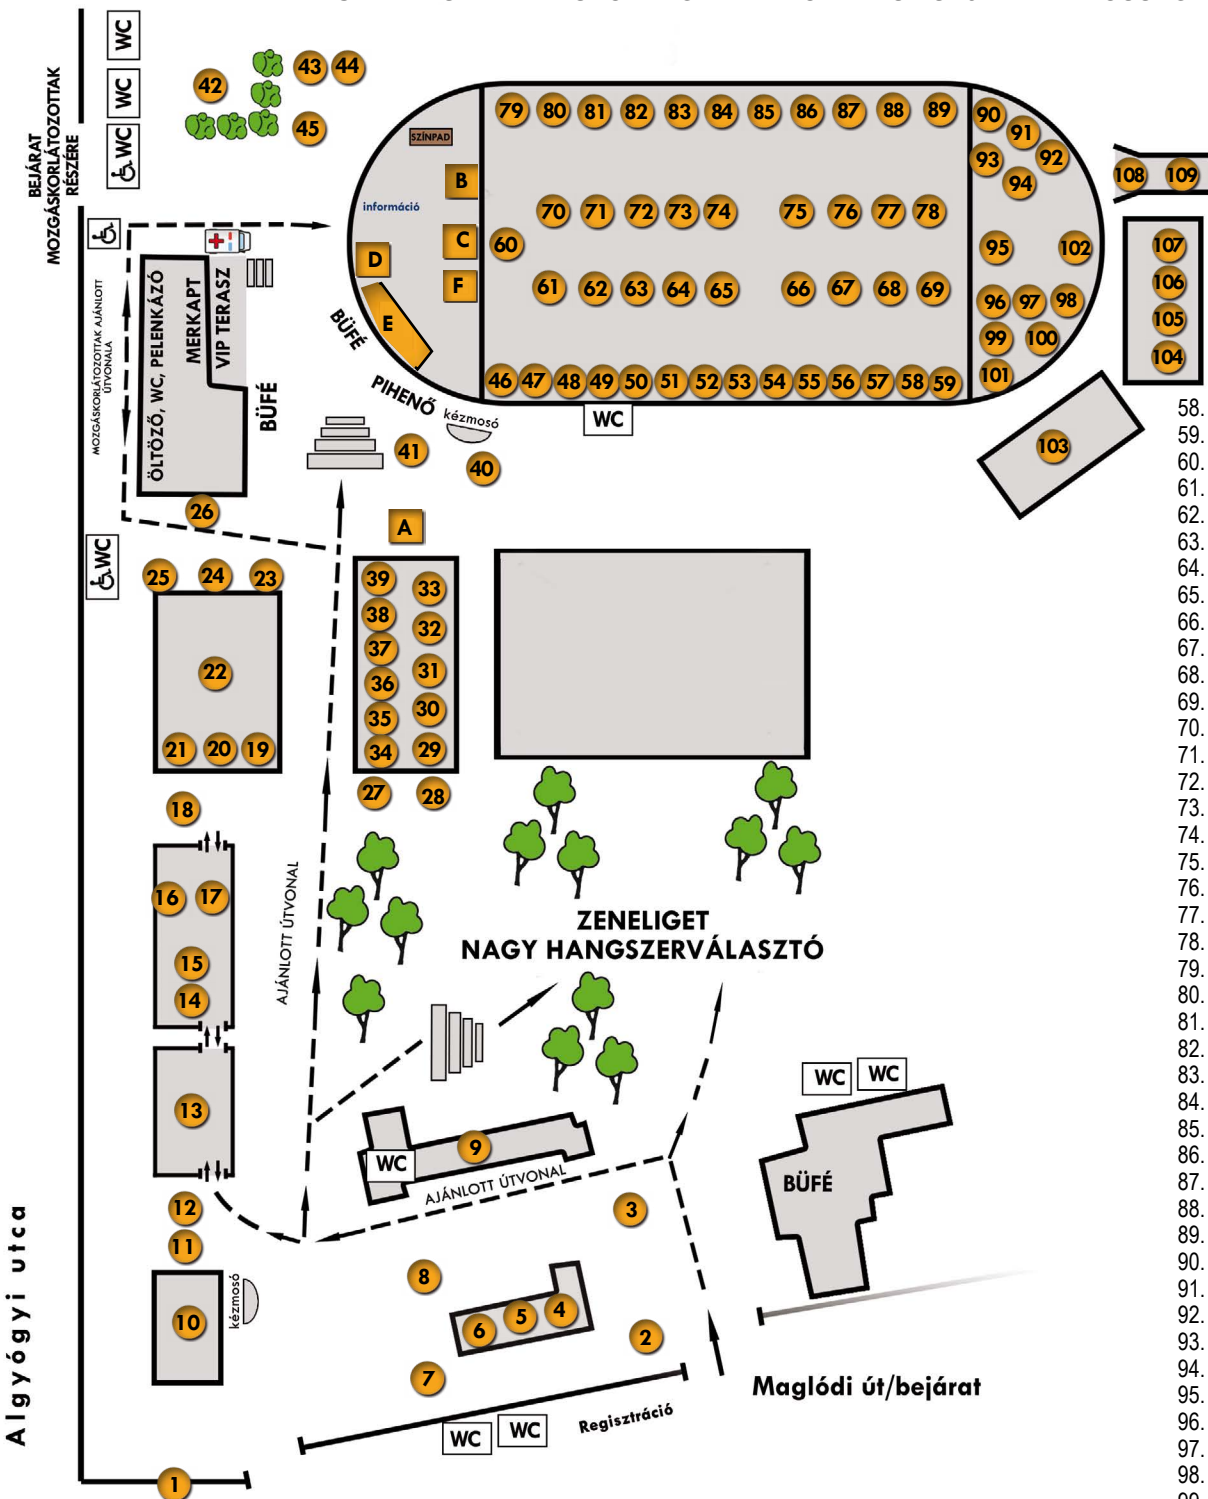 WC
WC
WC
BEJÁRAT
MOZGÁSKORLÁTOZOTTAK
RÉSZÉRE
42
43
44
45
SZÍNPAD
információ
B
C
D
E
F
BÜFÉ
PIHENŐ
kézmosó
79 80 81 82 83 84 85 86 87 88 89
90
91
92
93
94
70 71 72 73 74 75 76 77 78
60
95
102
61 62 63 64 65 66 67 68 69
96 97 98
99
100
101
46 47 48 49 50 51 52 53 54 55 56 57 58 59
WC
108 109
107
106
105
104
103
MOZGÁSKORLÁTOZOTTAK AJÁNLOTT
ÚTVONALA
ÖLTÖZŐ, WC, PELENKÁZÓ
MERKAPT
VIP TERASZ
BÜFÉ
41
40
26
A
WC
25 24 23
22
21 20 19
39 33
38 32
37 31
36 30
35 29
34
27 28
18
16 17
15
14
13
AJÁNLOTT ÚTVONAL
ZENELIGET
NAGY HANGSZERVÁLASZTÓ
WC
9
AJÁNLOTT ÚTVONAL
WC WC
BÜFÉ
12
11
10
kézmosó
3
8
4
5
6
2
7
Maglódi út/bejárat
Regisztráció
WC WC
Algyógyi utca
1
58.
59.
60.
61.
62.
63.
64.
65.
66.
67.
68.
69.
70.
71.
72.
73.
74.
75.
76.
77.
78.
79.
80.
81.
82.
83.
84.
85.
86.
87.
88.
89.
90.
91.
92.
93.
94.
95.
96.
97.
98.